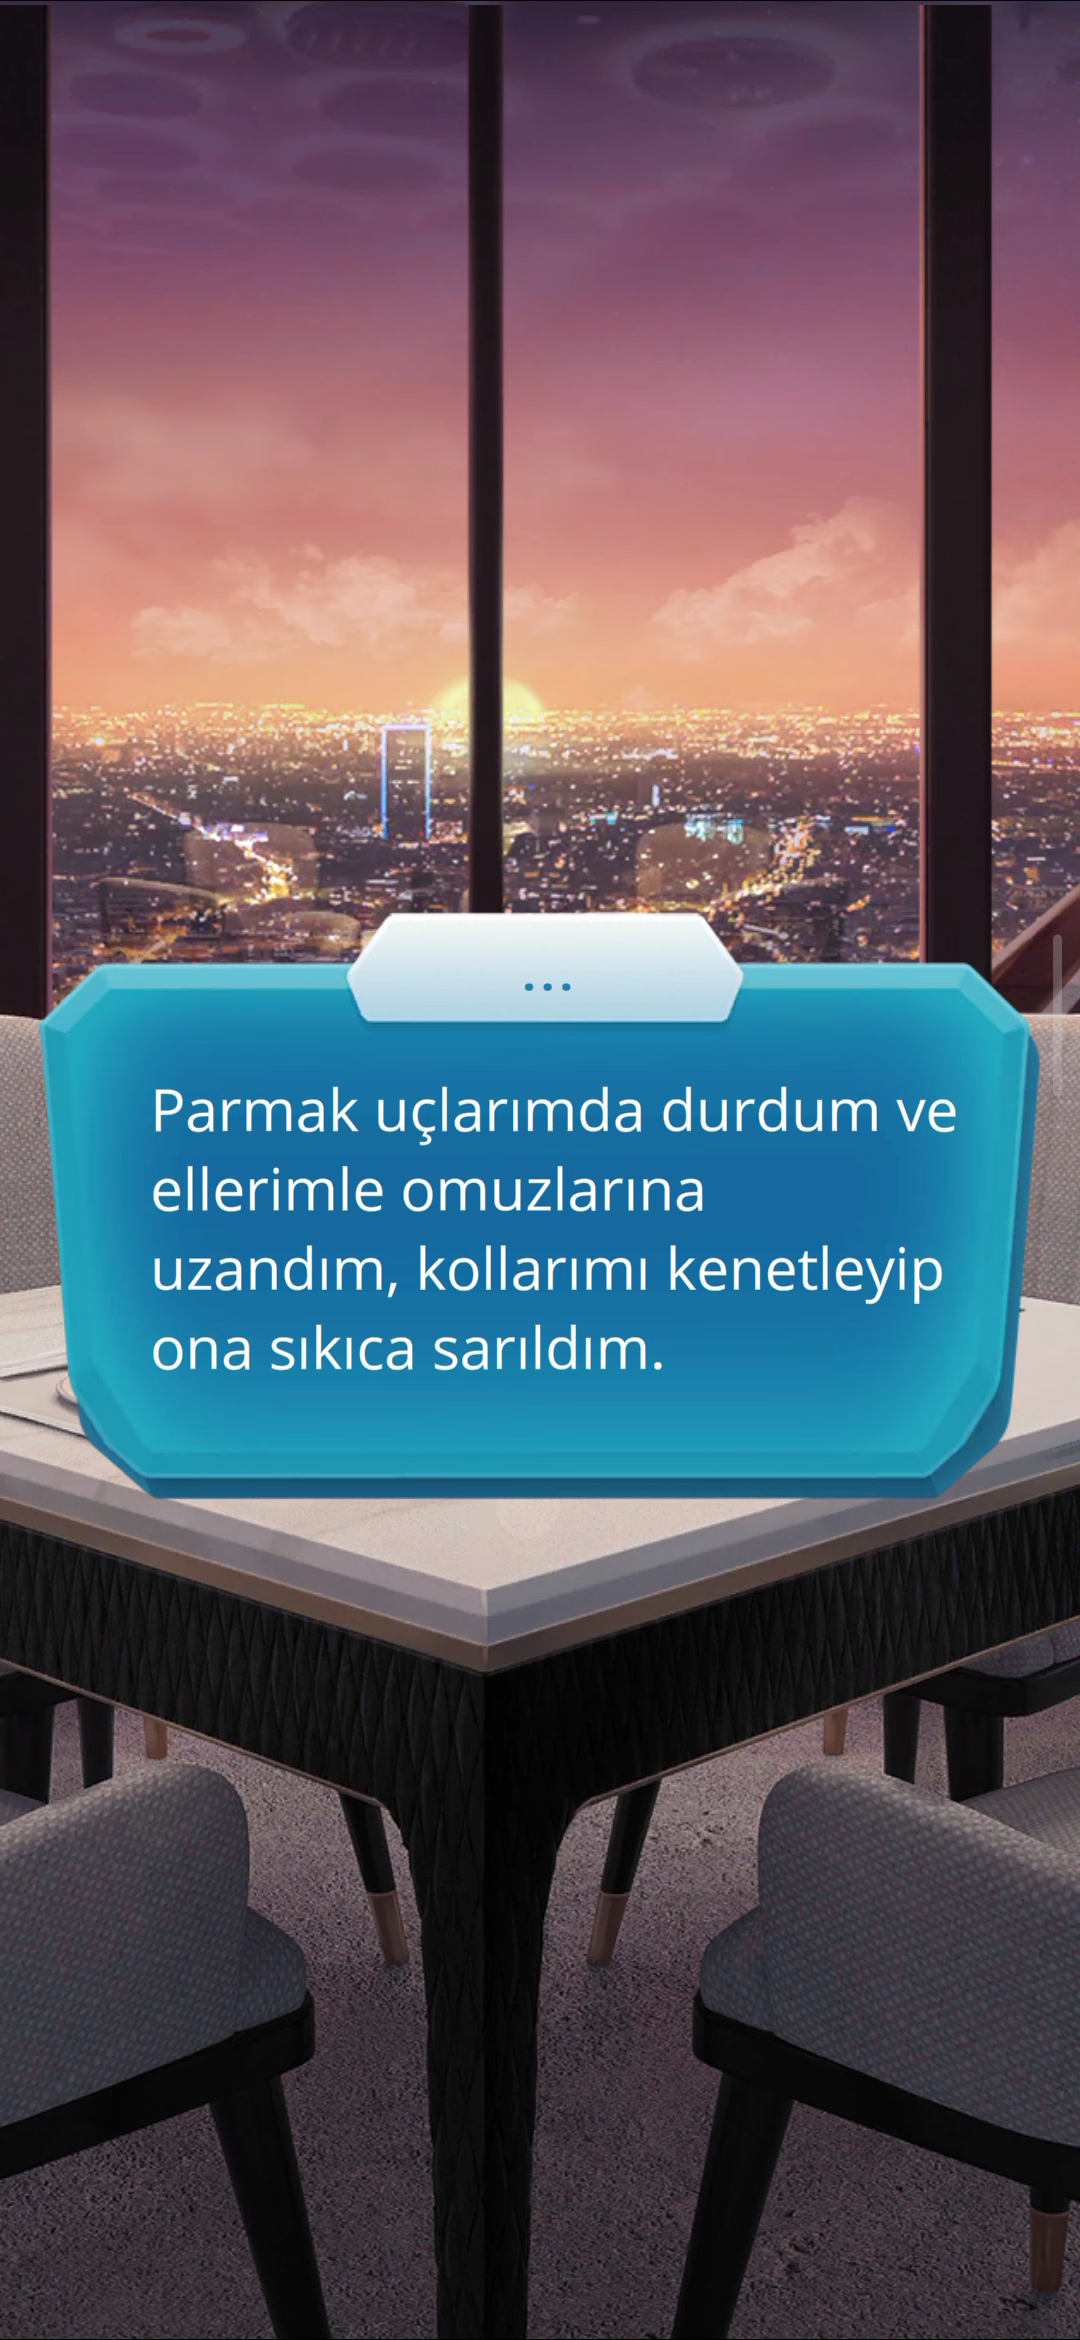 ...
Parmak uçlarımda durdum ve
ellerimle omuzlarına
uzandım, kollarımı kenetleyip
ona sıkıca sarıldım.